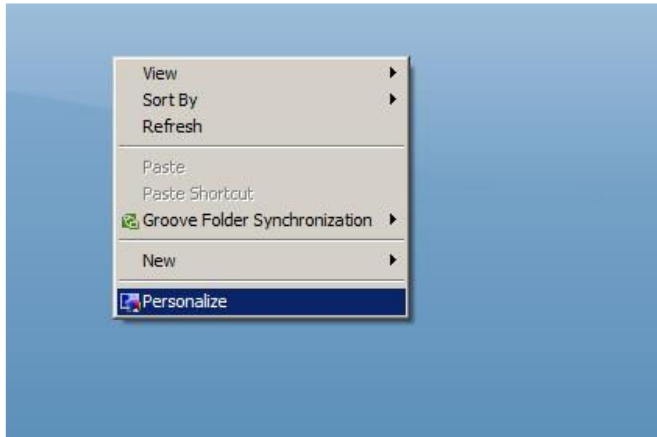 View
Sort By
Refresh
Paste
Paste Shortcut
Groove Folder Synchronization
New
Personalize